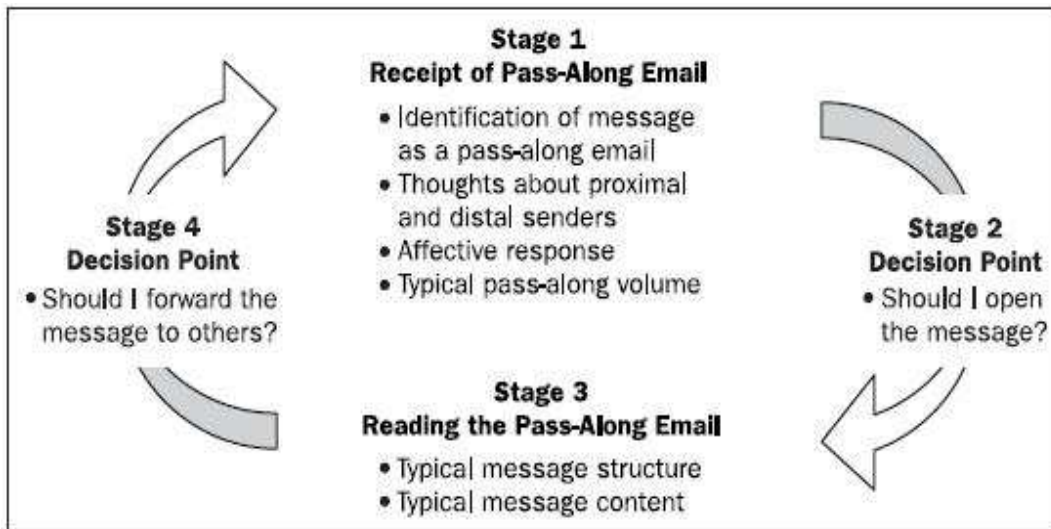 Stage 1
Receipt of Pass-Along Email
• Identification of message
as a pass-along email
• Thoughts about proximal
and distal senders
• Affective response
• Typical pass-along volume
Stage 2
Decision Point
• Should I open
the message?
Stage 3
Reading the Pass-Along Email
• Typical message structure
• Typical message content
Stage 4
Decision Point
• Should I forward the
message to others?